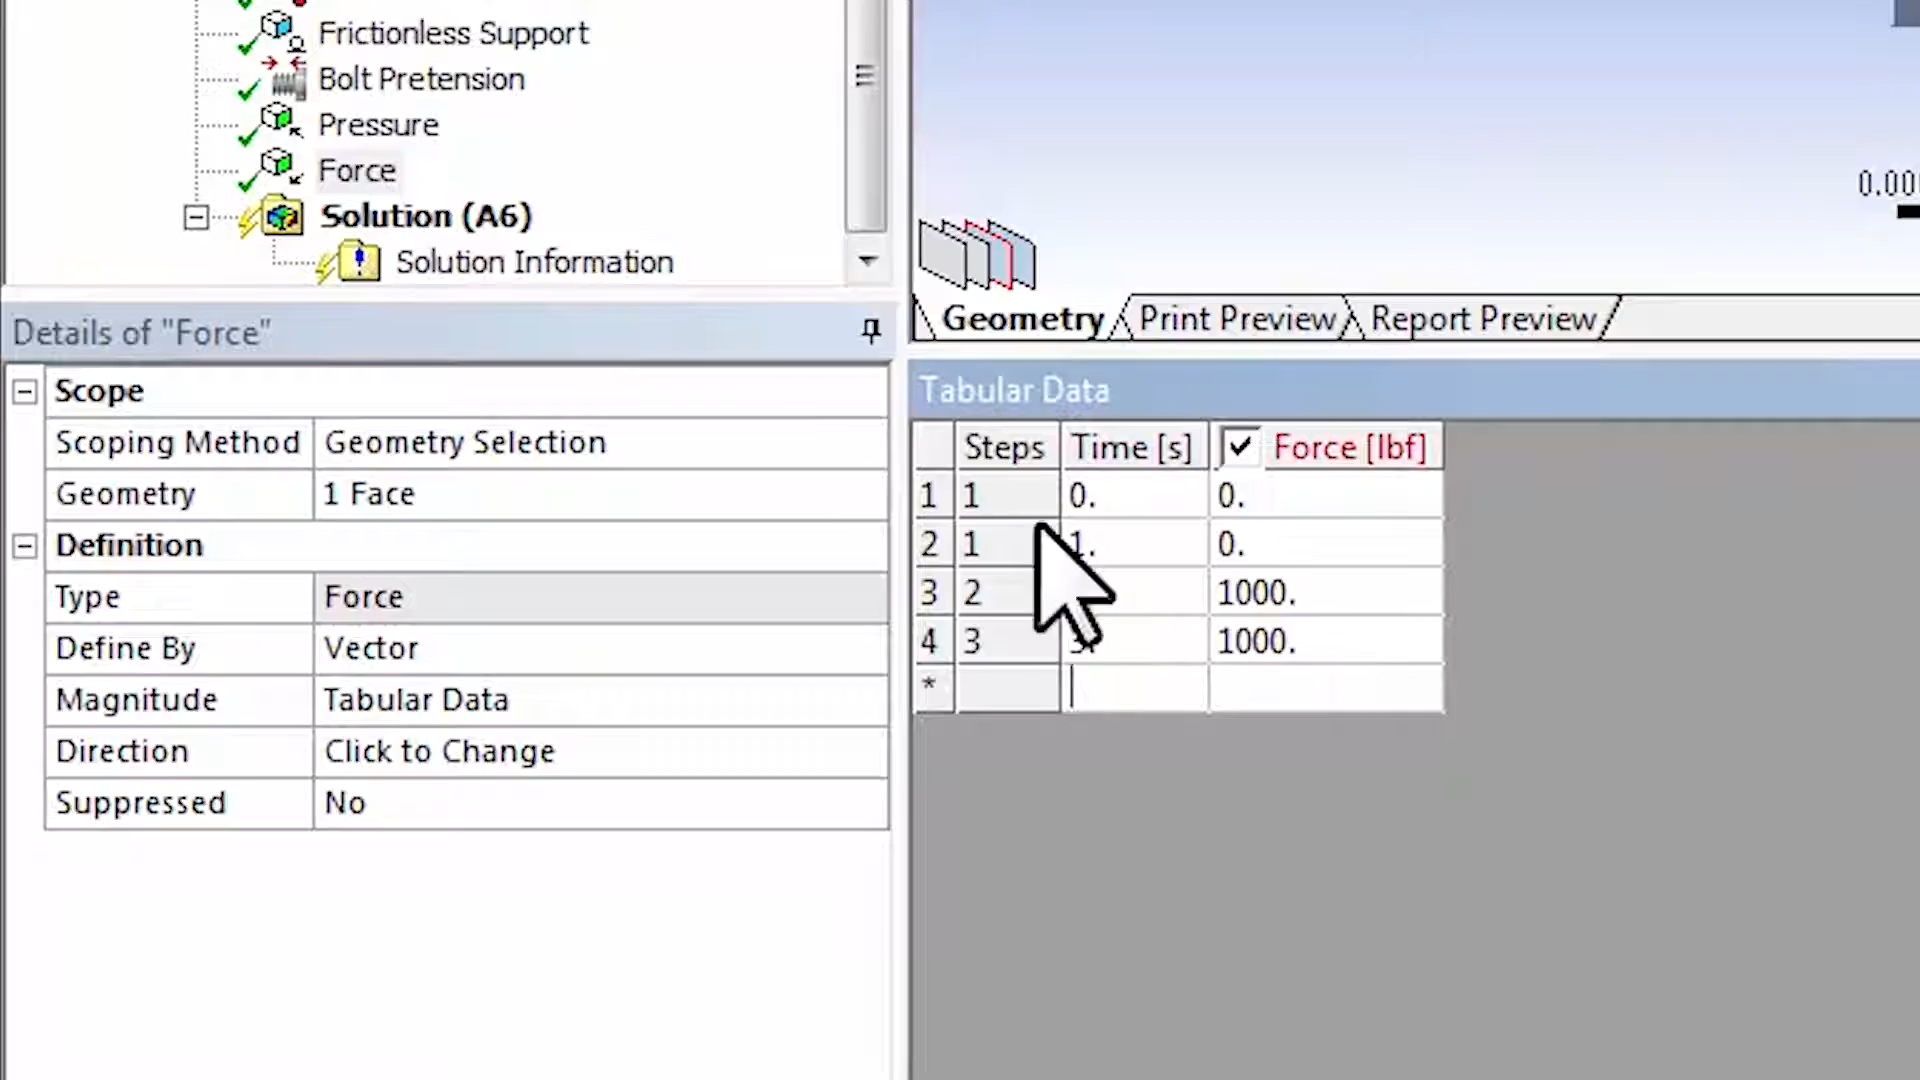 Frictionless Support
Bolt Pretension
Pressure
Force
Solution (A6)
Solution Information
0.00
Geometry
Print Preview
Report Preview
Details of "Force"
Scope
Scoping Method Geometry Selection
Geometry 1 Face
Definition
Type Force
Define By Vector
Magnitude Tabular Data
Direction Click to Change
Suppressed No
Tabular Data
Steps Time [s] Force [lbf]
1 1 0. 0.
2 1 1. 0.
3 2 1000.
4 3 1000.
*